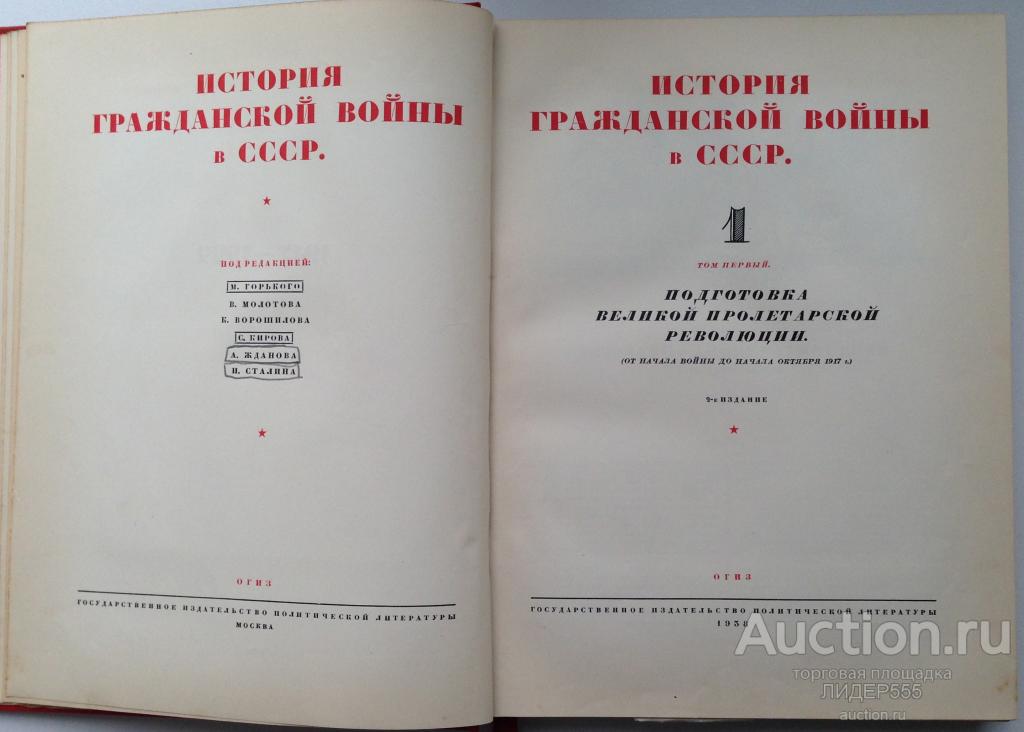 ИСТОРИЯ
ГРАЖДАНСКОЙ ВОЙНЫ
в СССР.
ПОД РЕДАКЦИЕЙ:
М. ГОРЬКОГО
В. МОЛОТОВА
К. ВОРОШИЛОВА
С. КИРОВА
А. ЖДАНОВА
И. СТАЛИНА
ОГИЗ
ГОСУДАРСТВЕННОЕ ИЗДАТЕЛЬСТВО ПОЛИТИЧЕСКОЙ ЛИТЕРАТУРЫ
МОСКВА
ИСТОРИЯ
ГРАЖДАНСКОЙ ВОЙНЫ
в СССР.
1
ТОМ ПЕРВЫЙ.
ПОДГОТОВКА
ВЕЛИКОЙ ПРОЛЕТАРСКОЙ
РЕВОЛЮЦИИ.
(ОТ НАЧАЛА ВОЙНЫ ДО НАЧАЛА ОКТЯБРЯ 1917 г.)
2-е ИЗДАНИЕ
ОГИЗ
ГОСУДАРСТВЕННОЕ ИЗДАТЕЛЬСТВО ПОЛИТИЧЕСКОЙ ЛИТЕРАТУРЫ
1938
Auction.ru
торговая площадка
ЛИДЕР555
auction.ru